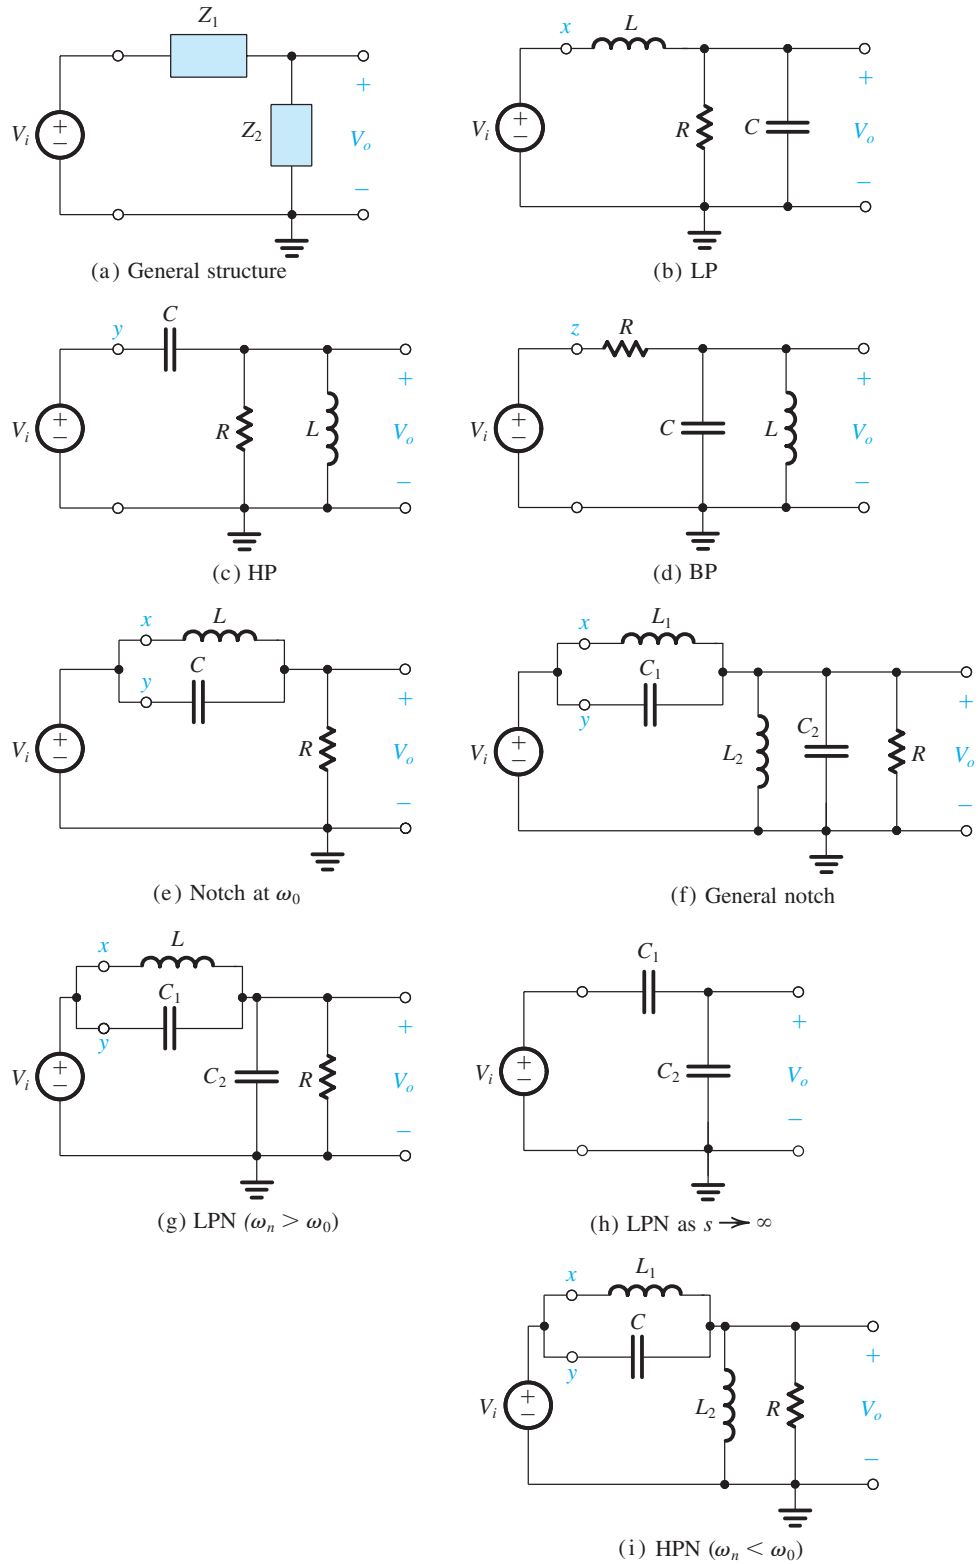 Z1
Vi
Z2
+
−
+
Vo
−
(a) General structure
x
L
Vi
+
−
R
C
+
Vo
−
(b) LP
y
C
Vi
+
−
R
L
+
Vo
−
(c) HP
z
R
Vi
+
−
C
L
+
Vo
−
(d) BP
x
L
y
C
Vi
+
−
R
+
Vo
−
(e) Notch at ω0
x
L1
C1
y
Vi
+
−
L2
C2
R
+
Vo
−
(f) General notch
x
L
C1
y
Vi
+
−
C2
R
+
Vo
−
(g) LPN (ωn > ω0)
C1
Vi
+
−
C2
+
Vo
−
(h) LPN as s → ∞
x
L1
C
y
Vi
+
−
L2
R
+
Vo
−
(i) HPN (ωn < ω0)